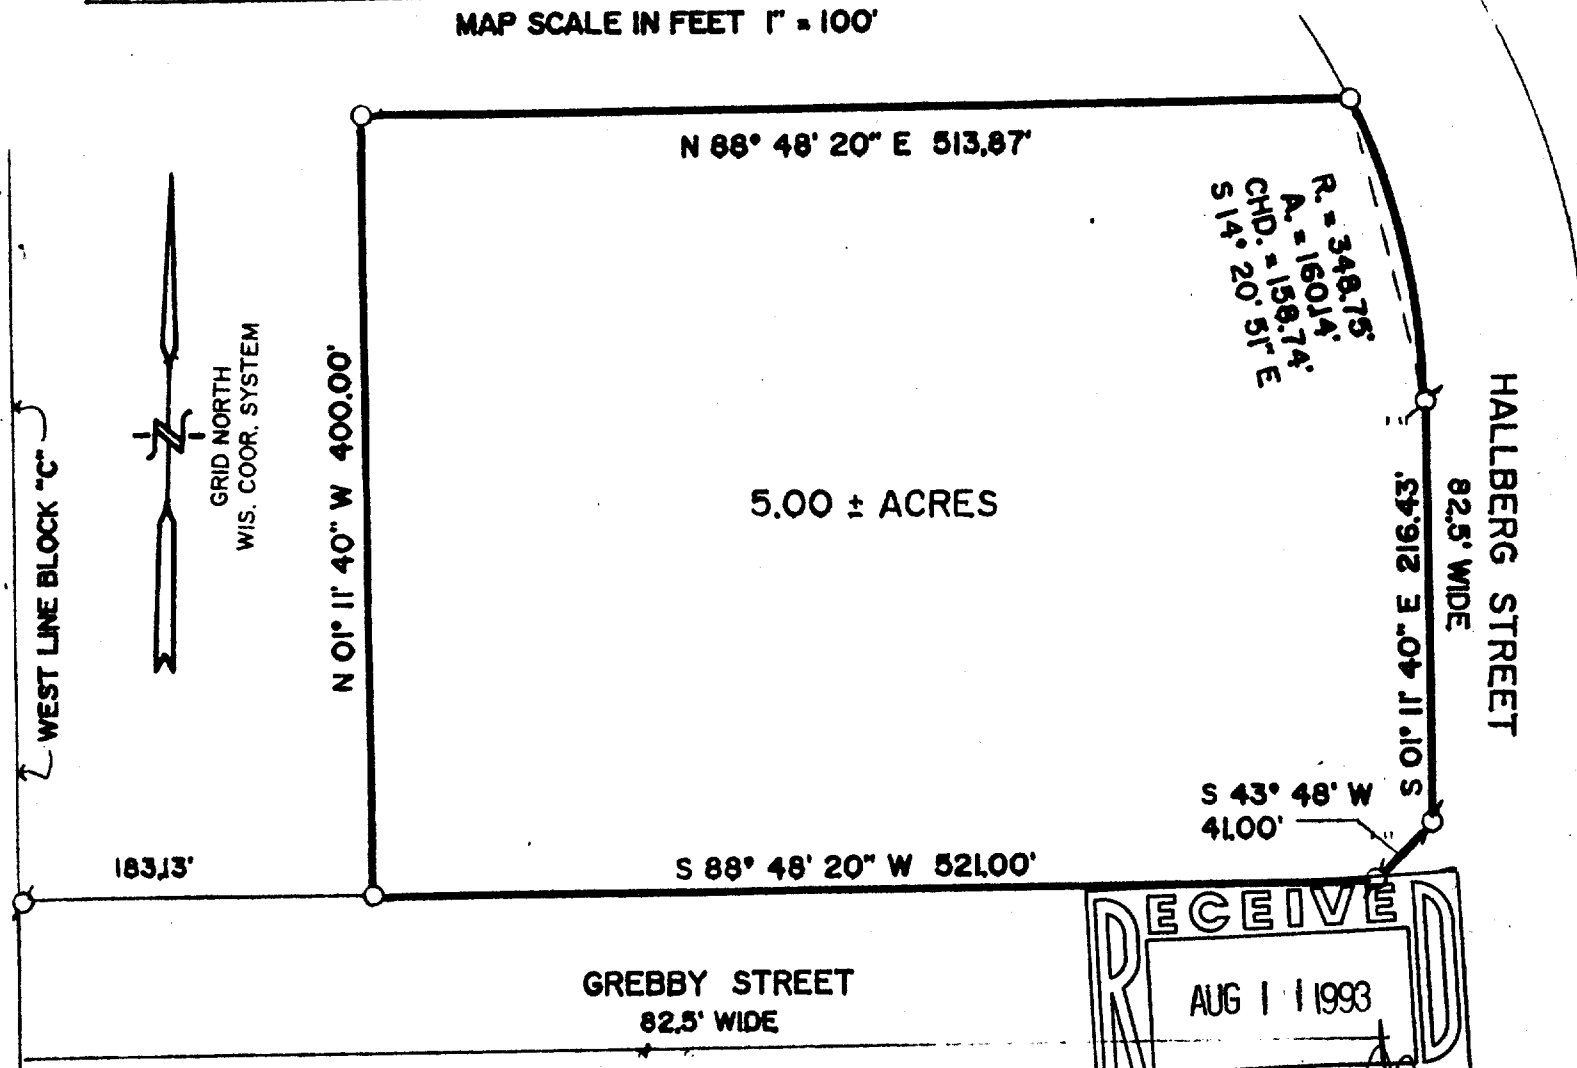 MAP SCALE IN FEET 1" = 100'
N 88° 48' 20" E 513.87'
R. = 348.75'
A. = 160.14'
CHD. = 158.74'
S 14° 20' 51" E
GRID NORTH
WIS. COOR. SYSTEM
N 01° 11' 40" W 400.00'
WEST LINE BLOCK "C"
5.00 ± ACRES
HALLBERG STREET
82.5' WIDE
S 01° 11' 40" E 216.43'
S 43° 48' W
41.00'
183.13'
S 88° 48' 20" W 521.00'
GREBBY STREET
82.5' WIDE
RECEIVED
AUG 1 1 1993